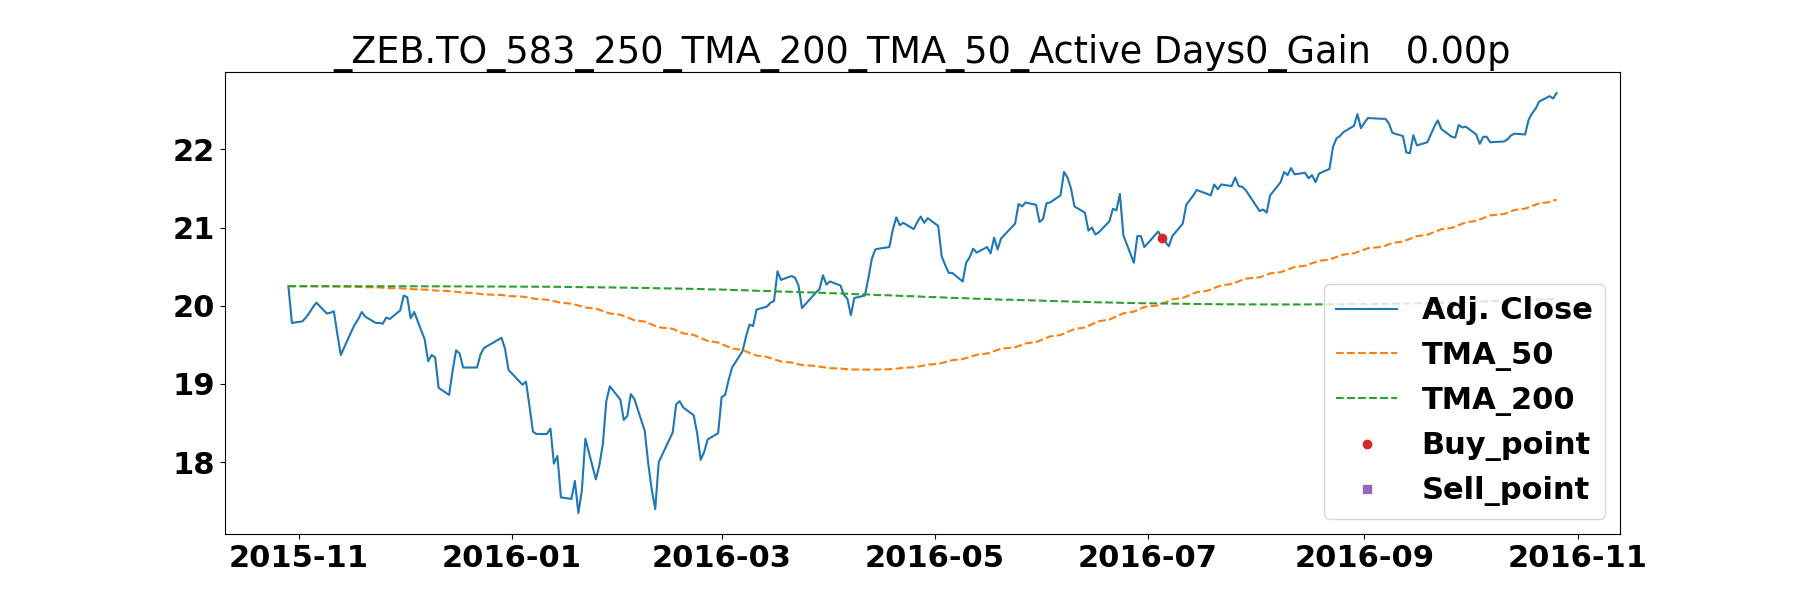 _ZEB.TO_583_250_TMA_200_TMA_50_Active Days0_Gain   0.00p
22
21
20
19
18
Adj. Close
TMA_50
TMA_200
Buy_point
Sell_point
2015-11 2016-01 2016-03 2016-05 2016-07 2016-09 2016-11